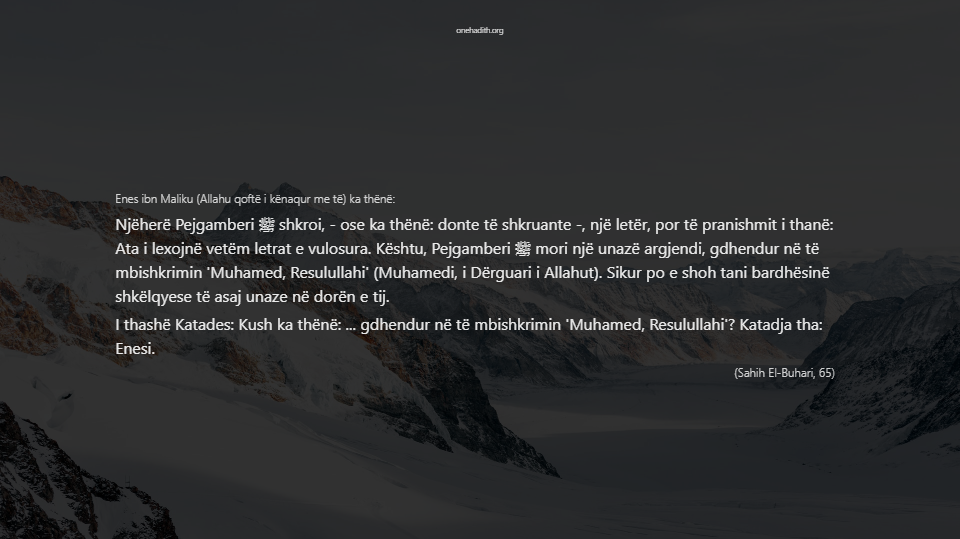 onehadith.org
Enes ibn Maliku (Allahu qoftë i kënaqur me të) ka thënë:
Njëherë Pejgamberi ﷺ shkroi, - ose ka thënë: donte të shkruante -, një letër, por të pranishmit i thanë:
Ata i lexojnë vetëm letrat e vulosura. Kështu, Pejgamberi ﷺ mori një unazë argjendi, gdhendur në të
mbishkrimin 'Muhamed, Resulullahi' (Muhamedi, i Dërguari i Allahut). Sikur po e shoh tani bardhësinë
shkëlqyese të asaj unaze në dorën e tij.
I thashë Katades: Kush ka thënë: ... gdhendur në të mbishkrimin 'Muhamed, Resulullahi'? Katadja tha:
Enesi.
(Sahih El-Buhari, 65)